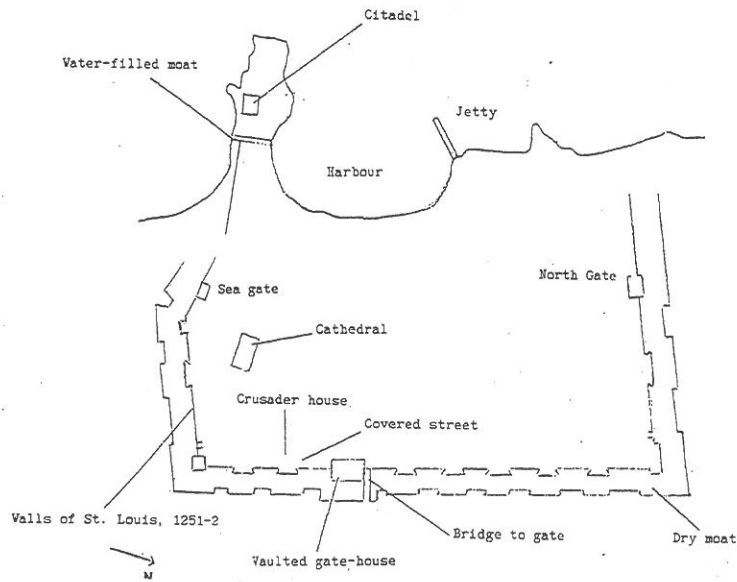 Citadel
Water-filled moat
Jetty
Harbour
North Gate
Sea gate
Cathedral
Crusader house
Covered street
Valls of St. Louis, 1251-2
Bridge to gate
Dry moat
Vaulted gate-house
N